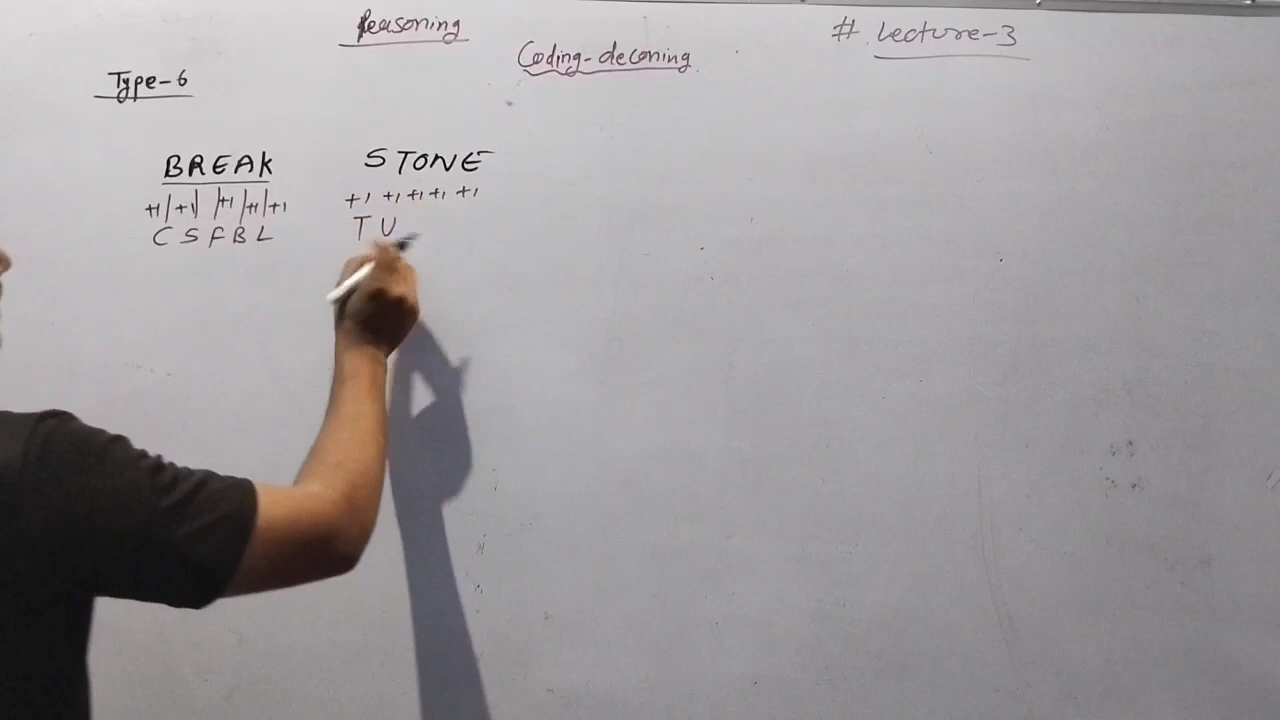 Reasoning
# Lecture-3
Coding-deconing
Type-6
BREAK STONE
+1 +1 +1 +1 +1 +1 +1 +1 +1 +1
C S F B L T U